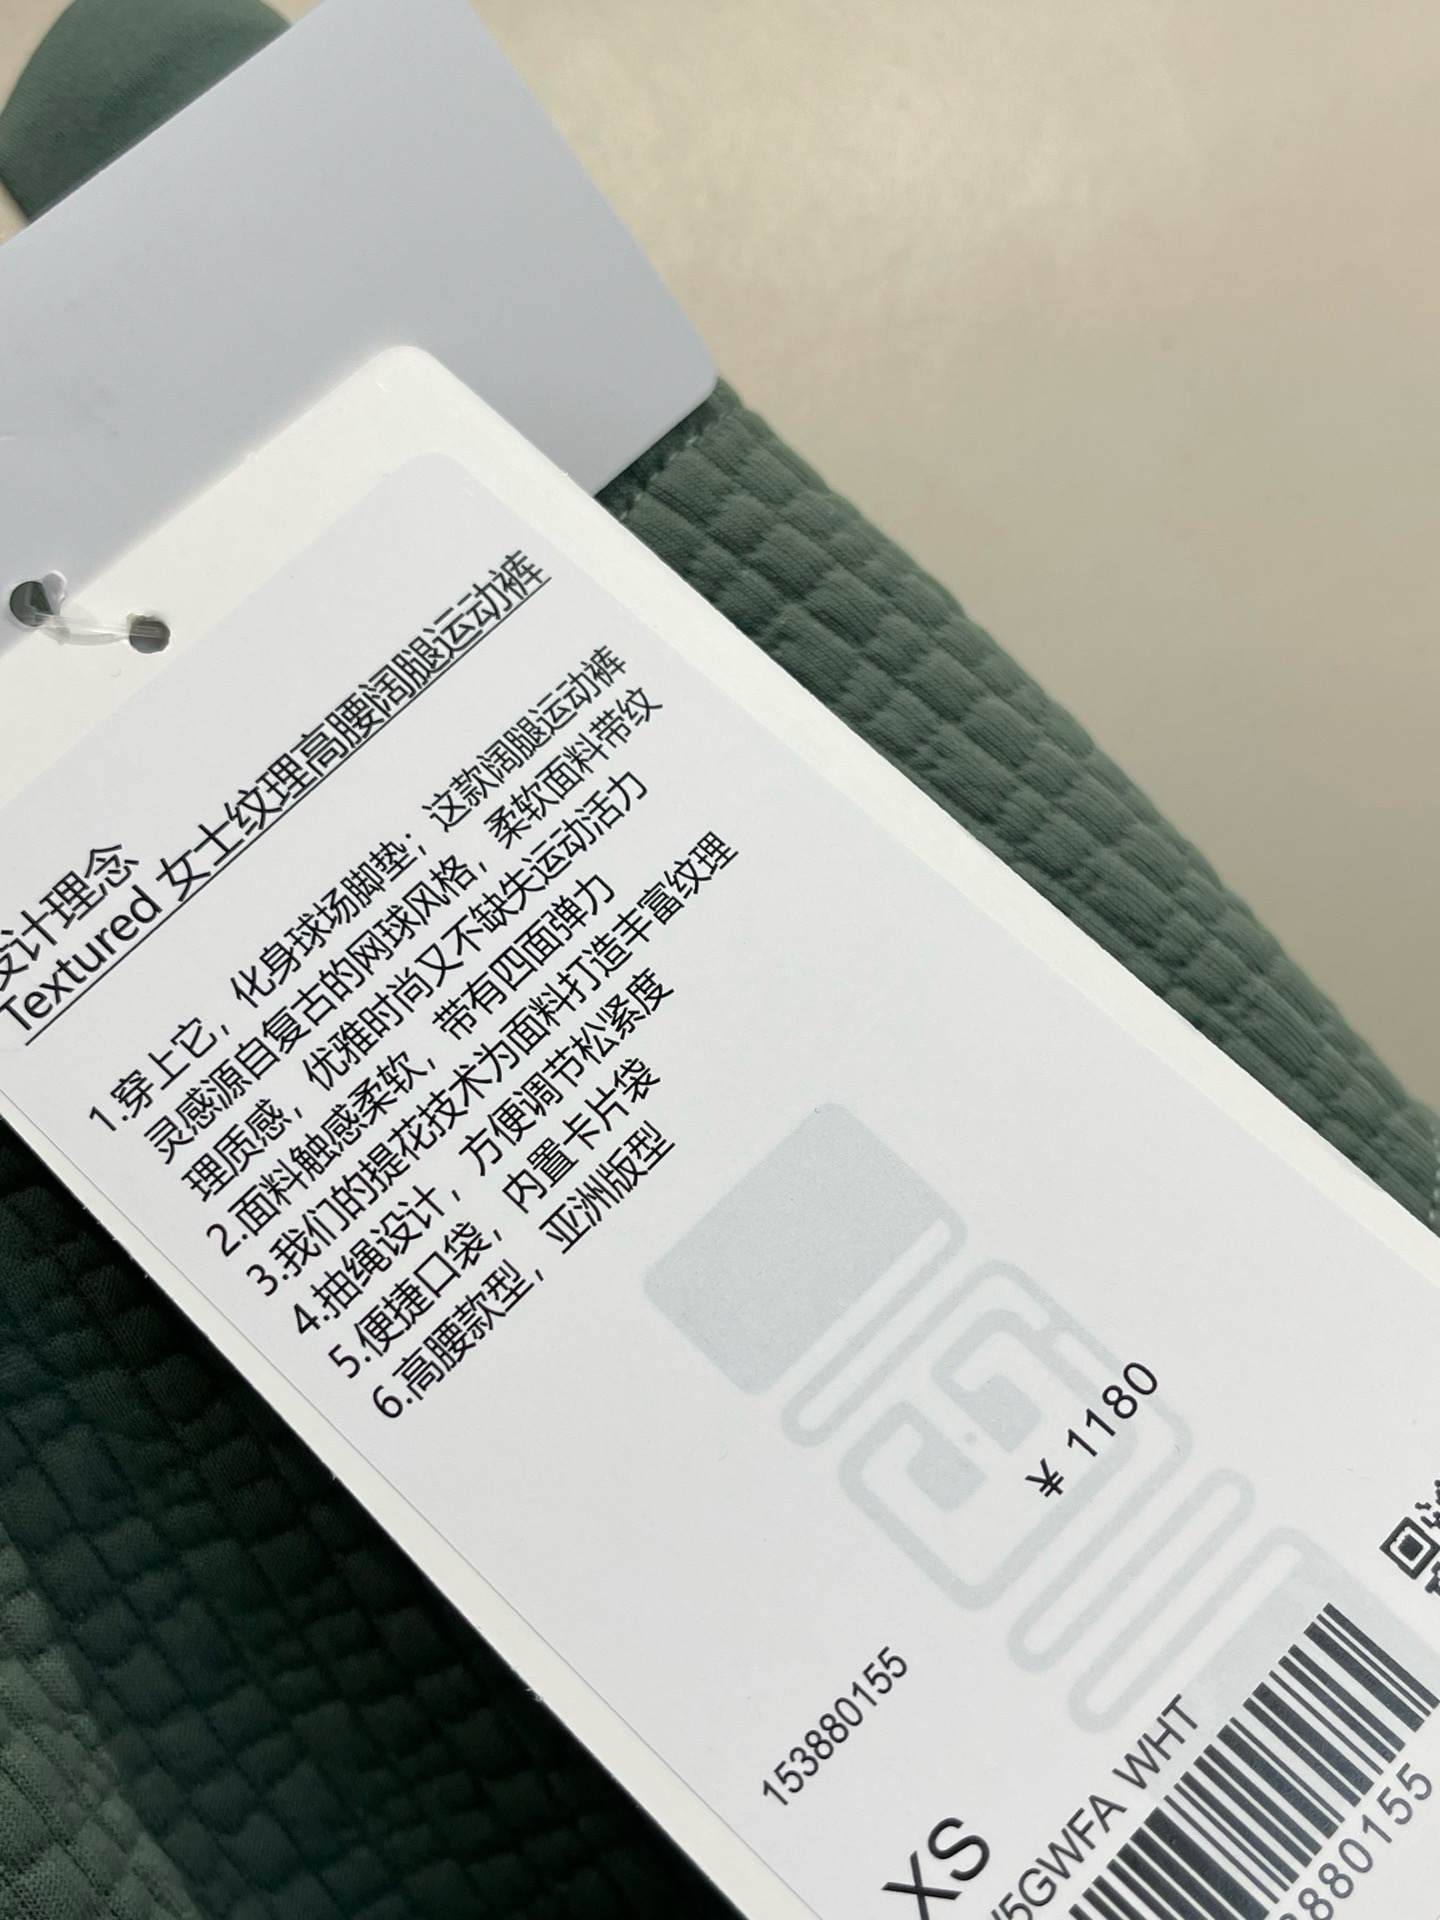 设计理念
Textured 女士纹理高腰阔腿运动裤
1.穿上它，化身球场脚垫；这款阔腿运动裤
灵感源自复古的网球风格，柔软面料带纹
理质感，优雅时尚又不缺失运动活力
2.面料触感柔软，带有四面弹力
3.我们的提花技术为面料打造丰富纹理
4.抽绳设计，方便调节松紧度
5.便捷口袋，内置卡片袋
6.高腰款型，亚洲版型
¥ 1180
153880155
XS
5GWFA WHT
880155